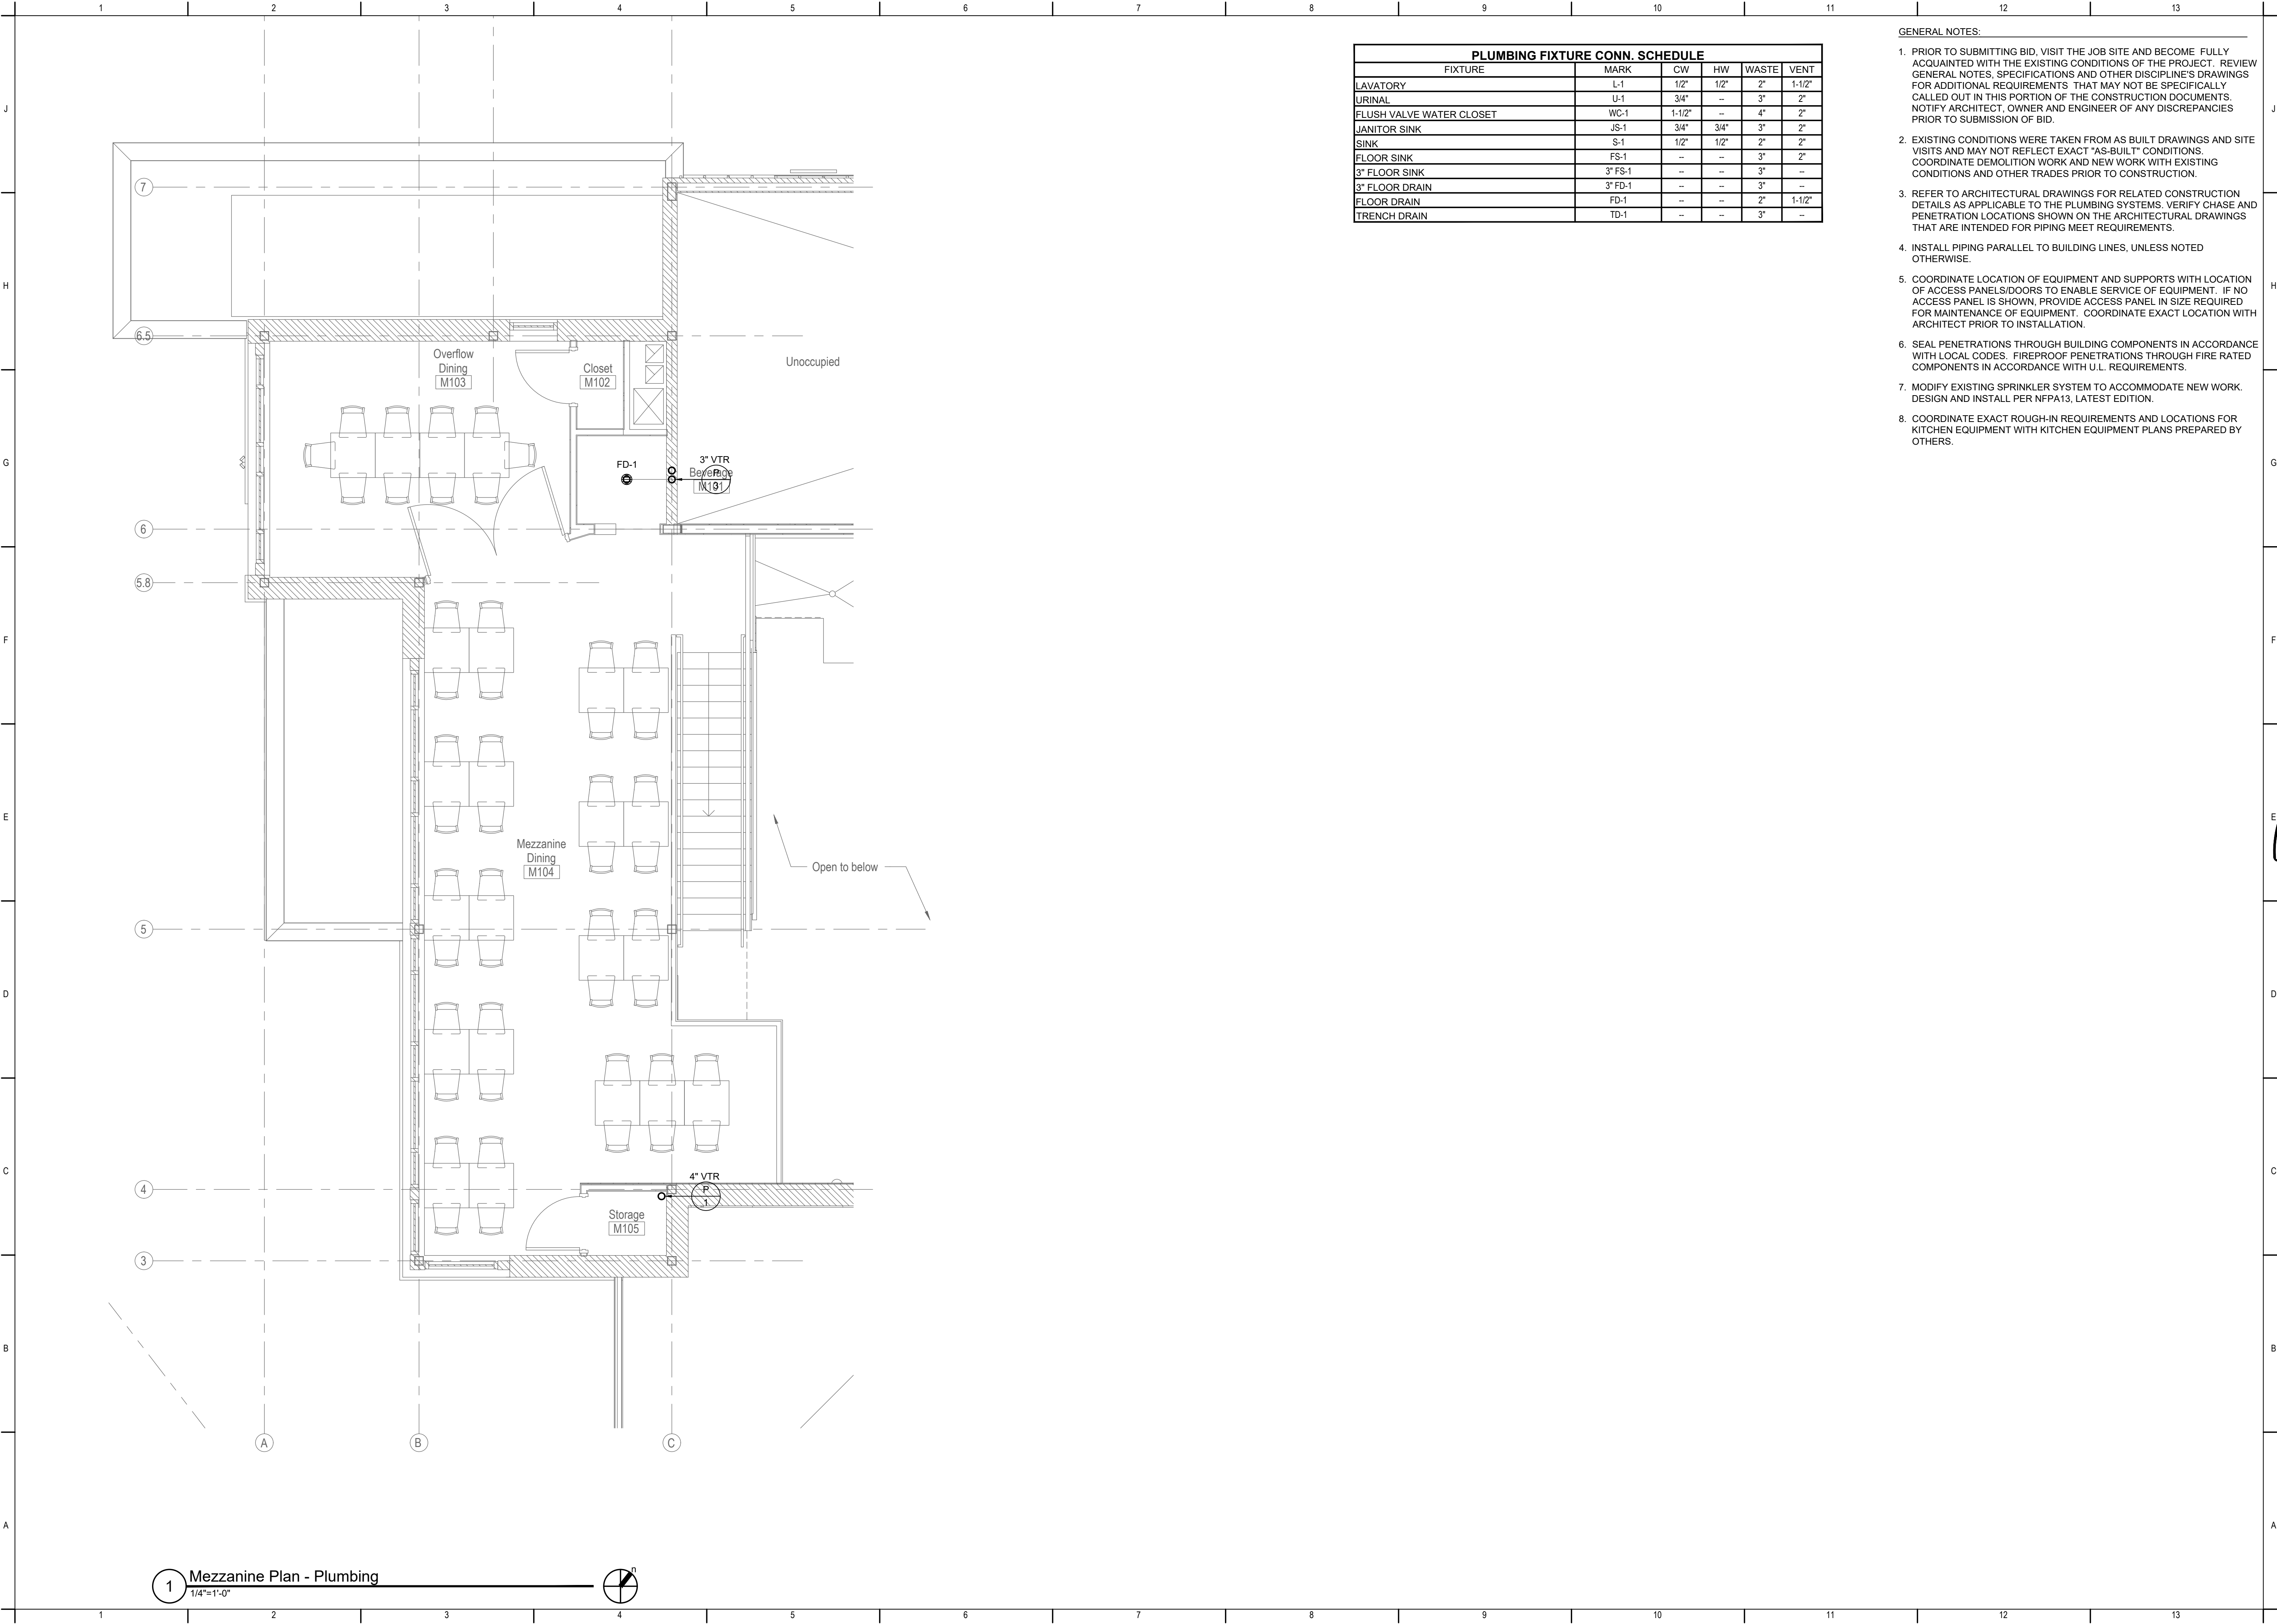 1 2 3 4 5 6 7 8 9 10 11 12 13
J
H
G
F
E
D
C
B
A
PLUMBING FIXTURE CONN. SCHEDULE
FIXTURE MARK CW HW WASTE VENT
LAVATORY L-1 1/2" 1/2" 2" 1-1/2"
URINAL U-1 3/4" -- 3" 2"
FLUSH VALVE WATER CLOSET WC-1 1-1/2" -- 4" 2"
JANITOR SINK JS-1 3/4" 3/4" 3" 2"
SINK S-1 1/2" 1/2" 2" 2"
FLOOR SINK FS-1 -- -- 3" 2"
3" FLOOR SINK 3" FS-1 -- -- 3" --
3" FLOOR DRAIN 3" FD-1 -- -- 3" --
FLOOR DRAIN FD-1 -- -- 2" 1-1/2"
TRENCH DRAIN TD-1 -- -- 3" --
GENERAL NOTES:
1. PRIOR TO SUBMITTING BID, VISIT THE JOB SITE AND BECOME FULLY
ACQUAINTED WITH THE EXISTING CONDITIONS OF THE PROJECT. REVIEW
GENERAL NOTES, SPECIFICATIONS AND OTHER DISCIPLINE'S DRAWINGS
FOR ADDITIONAL REQUIREMENTS THAT MAY NOT BE SPECIFICALLY
CALLED OUT IN THIS PORTION OF THE CONSTRUCTION DOCUMENTS.
NOTIFY ARCHITECT, OWNER AND ENGINEER OF ANY DISCREPANCIES
PRIOR TO SUBMISSION OF BID.
2. EXISTING CONDITIONS WERE TAKEN FROM AS BUILT DRAWINGS AND SITE
VISITS AND MAY NOT REFLECT EXACT "AS-BUILT" CONDITIONS.
COORDINATE DEMOLITION WORK AND NEW WORK WITH EXISTING
CONDITIONS AND OTHER TRADES PRIOR TO CONSTRUCTION.
3. REFER TO ARCHITECTURAL DRAWINGS FOR RELATED CONSTRUCTION
DETAILS AS APPLICABLE TO THE PLUMBING SYSTEMS. VERIFY CHASE AND
PENETRATION LOCATIONS SHOWN ON THE ARCHITECTURAL DRAWINGS
THAT ARE INTENDED FOR PIPING MEET REQUIREMENTS.
4. INSTALL PIPING PARALLEL TO BUILDING LINES, UNLESS NOTED
OTHERWISE.
5. COORDINATE LOCATION OF EQUIPMENT AND SUPPORTS WITH LOCATION
OF ACCESS PANELS/DOORS TO ENABLE SERVICE OF EQUIPMENT. IF NO
ACCESS PANEL IS SHOWN, PROVIDE ACCESS PANEL IN SIZE REQUIRED
FOR MAINTENANCE OF EQUIPMENT. COORDINATE EXACT LOCATION WITH
ARCHITECT PRIOR TO INSTALLATION.
6. SEAL PENETRATIONS THROUGH BUILDING COMPONENTS IN ACCORDANCE
WITH LOCAL CODES. FIREPROOF PENETRATIONS THROUGH FIRE RATED
COMPONENTS IN ACCORDANCE WITH U.L. REQUIREMENTS.
7. MODIFY EXISTING SPRINKLER SYSTEM TO ACCOMMODATE NEW WORK.
DESIGN AND INSTALL PER NFPA13, LATEST EDITION.
8. COORDINATE EXACT ROUGH-IN REQUIREMENTS AND LOCATIONS FOR
KITCHEN EQUIPMENT WITH KITCHEN EQUIPMENT PLANS PREPARED BY
OTHERS.
7
6.5
Overflow
Dining
M103
Closet
M102
Unoccupied
FD-1
3" VTR
P
3
Beverage
M101
6
5.8
Mezzanine
Dining
M104
Open to below
5
4" VTR
P
1
4
Storage
M105
3
A B C
1
Mezzanine Plan - Plumbing
1/4"=1'-0"
n
J
H
G
F
E
D
C
B
A
1 2 3 4 5 6 7 8 9 10 11 12 13